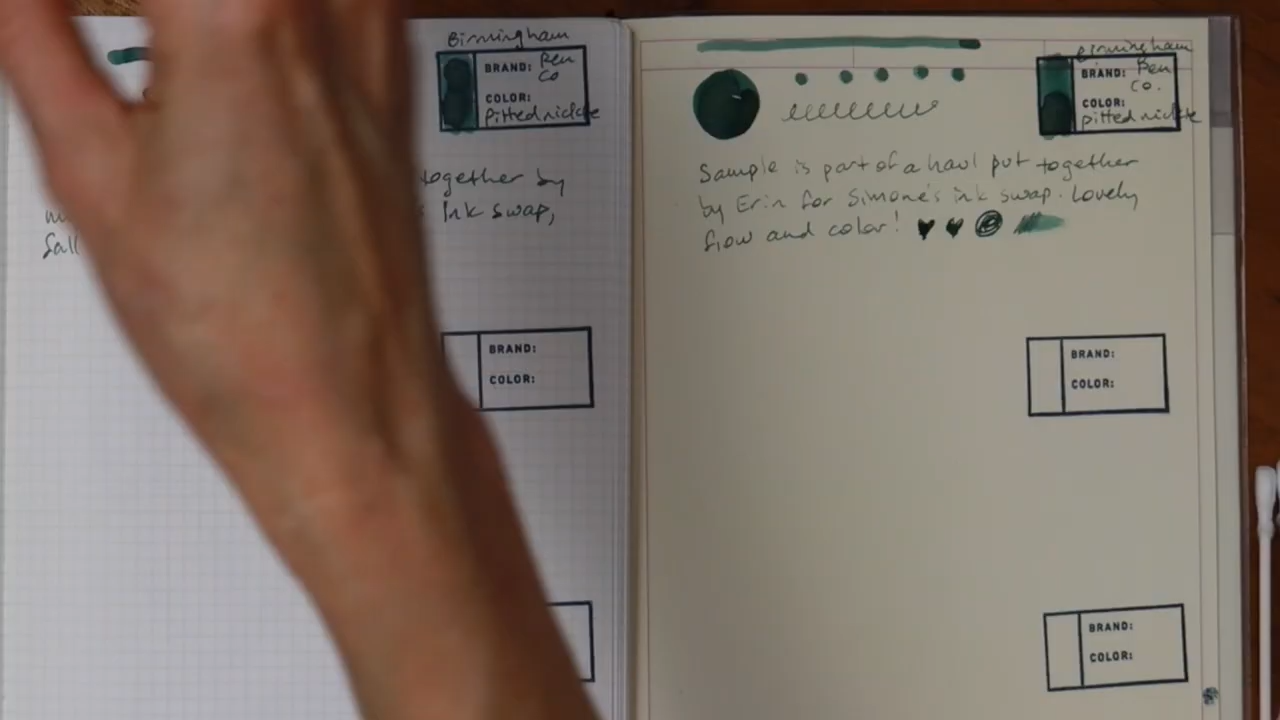 Birmingham
BRAND: Pen
Co
COLOR:
Pitted nickle
together by
ink swap,
fall
BRAND:
COLOR:
Birmingham
BRAND: Pen
Co.
COLOR:
pitted nickle
Sample is part of a haul put together
by Erin for Simone's ink swap. Lovely
flow and color!
BRAND:
COLOR:
BRAND:
COLOR: